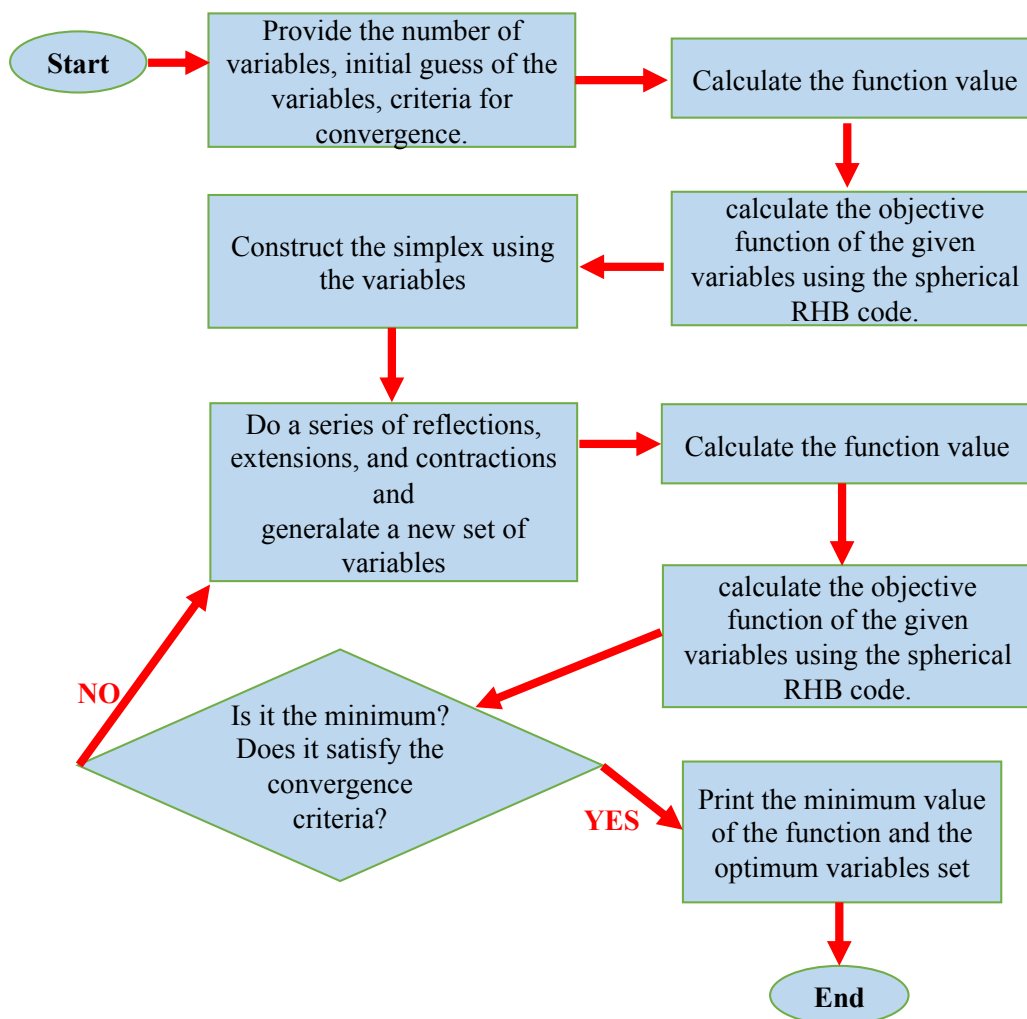 Start
Provide the number of
variables, initial guess of the
variables, criteria for
convergence.
Calculate the function value
calculate the objective
function of the given
variables using the spherical
RHB code.
Construct the simplex using
the variables
Do a series of reflections,
extensions, and contractions
and
generalate a new set of
variables
Calculate the function value
calculate the objective
function of the given
variables using the spherical
RHB code.
NO
Is it the minimum?
Does it satisfy the
convergence
criteria?
YES
Print the minimum value
of the function and the
optimum variables set
End